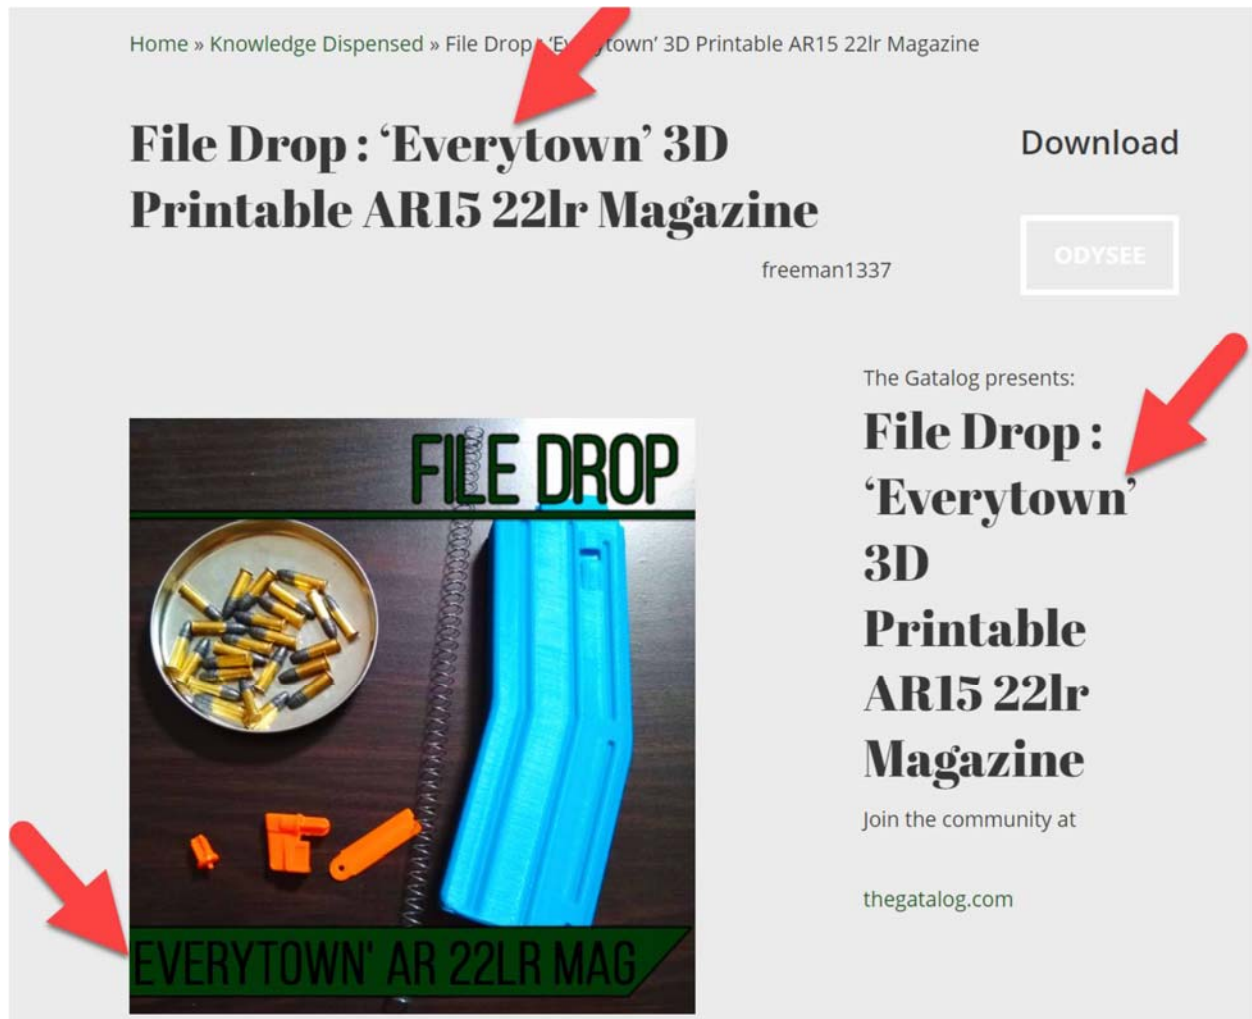 Home » Knowledge Dispensed » File Drop : ‘Everytown’ 3D Printable AR15 22lr Magazine
File Drop : ‘Everytown’ 3D
Printable AR15 22lr Magazine
freeman1337
Download
ODYSEE
FILE DROP
EVERYTOWN' AR 22LR MAG
The Gatalog presents:
File Drop :
‘Everytown’
3D
Printable
AR15 22lr
Magazine
Join the community at
thegatalog.com